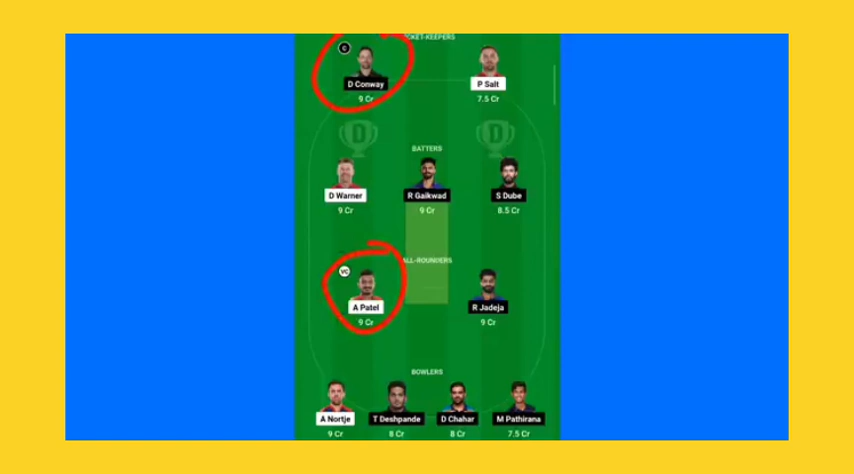 CKET-KEEPERS
C
D Conway
P Salt
9 Cr
7.5 Cr
D
D
BATTERS
D Warner
R Gaikwad
S Dube
9 Cr
9 Cr
8.5 Cr
ALL-ROUNDERS
VC
A Patel
R Jadeja
9 Cr
9 Cr
BOWLERS
A Nortje
T Deshpande
D Chahar
M Pathirana
9 Cr
8 Cr
8 Cr
7.5 Cr